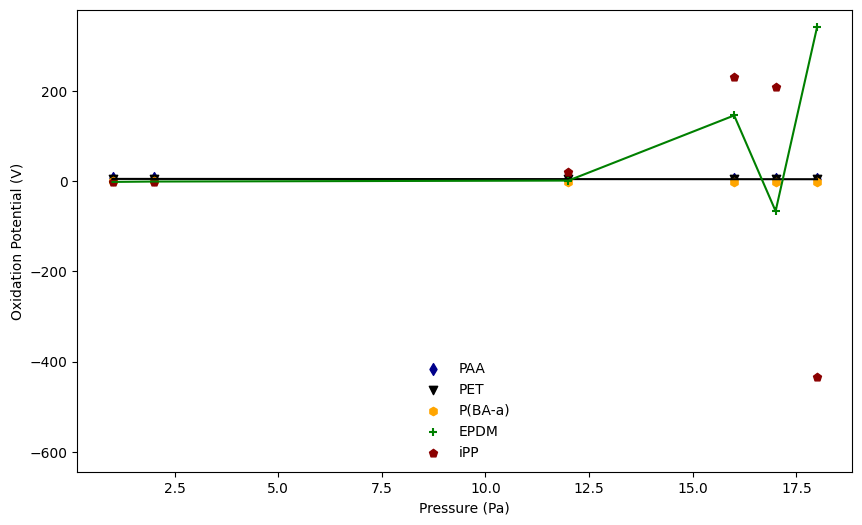 200
0
−200
−400
−600
Oxidation Potential (V)
PAA
PET
P(BA-a)
EPDM
iPP
2.5 5.0 7.5 10.0 12.5 15.0 17.5
Pressure (Pa)